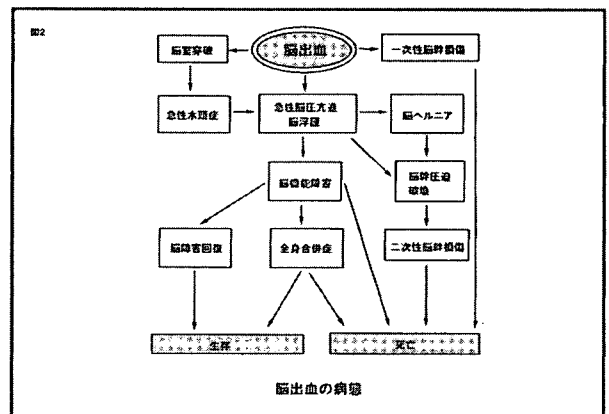 図2
脳出血
脳室穿破
一次性脳幹損傷
急性水頭症
急性脳圧亢進
脳浮腫
脳ヘルニア
脳機能障害
脳幹圧迫
破壊
脳障害回復
全身合併症
二次性脳幹損傷
生存
死亡
脳出血の病態